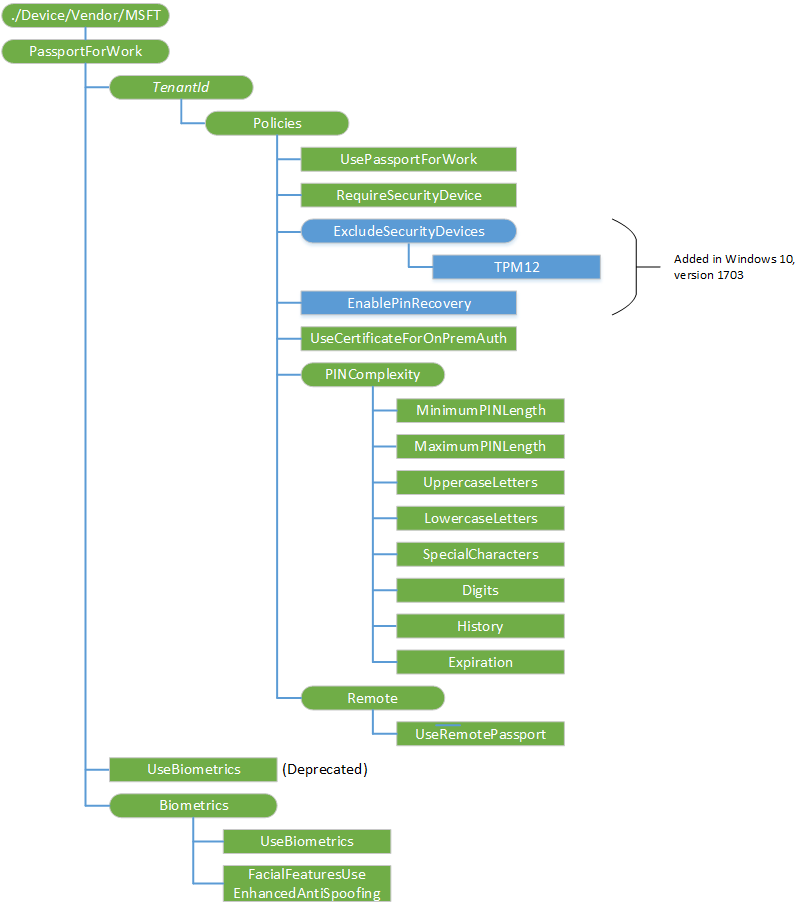 ./Device/Vendor/MSFT
PassportForWork
TenantId
Policies
UsePassportForWork
RequireSecurityDevice
ExcludeSecurityDevices
TPM12
Added in Windows 10,
version 1703
EnablePinRecovery
UseCertificateForOnPremAuth
PINComplexity
MinimumPINLength
MaximumPINLength
UppercaseLetters
LowercaseLetters
SpecialCharacters
Digits
History
Expiration
Remote
UseRemotePassport
UseBiometrics (Deprecated)
Biometrics
UseBiometrics
FacialFeaturesUse
EnhancedAntiSpoofing